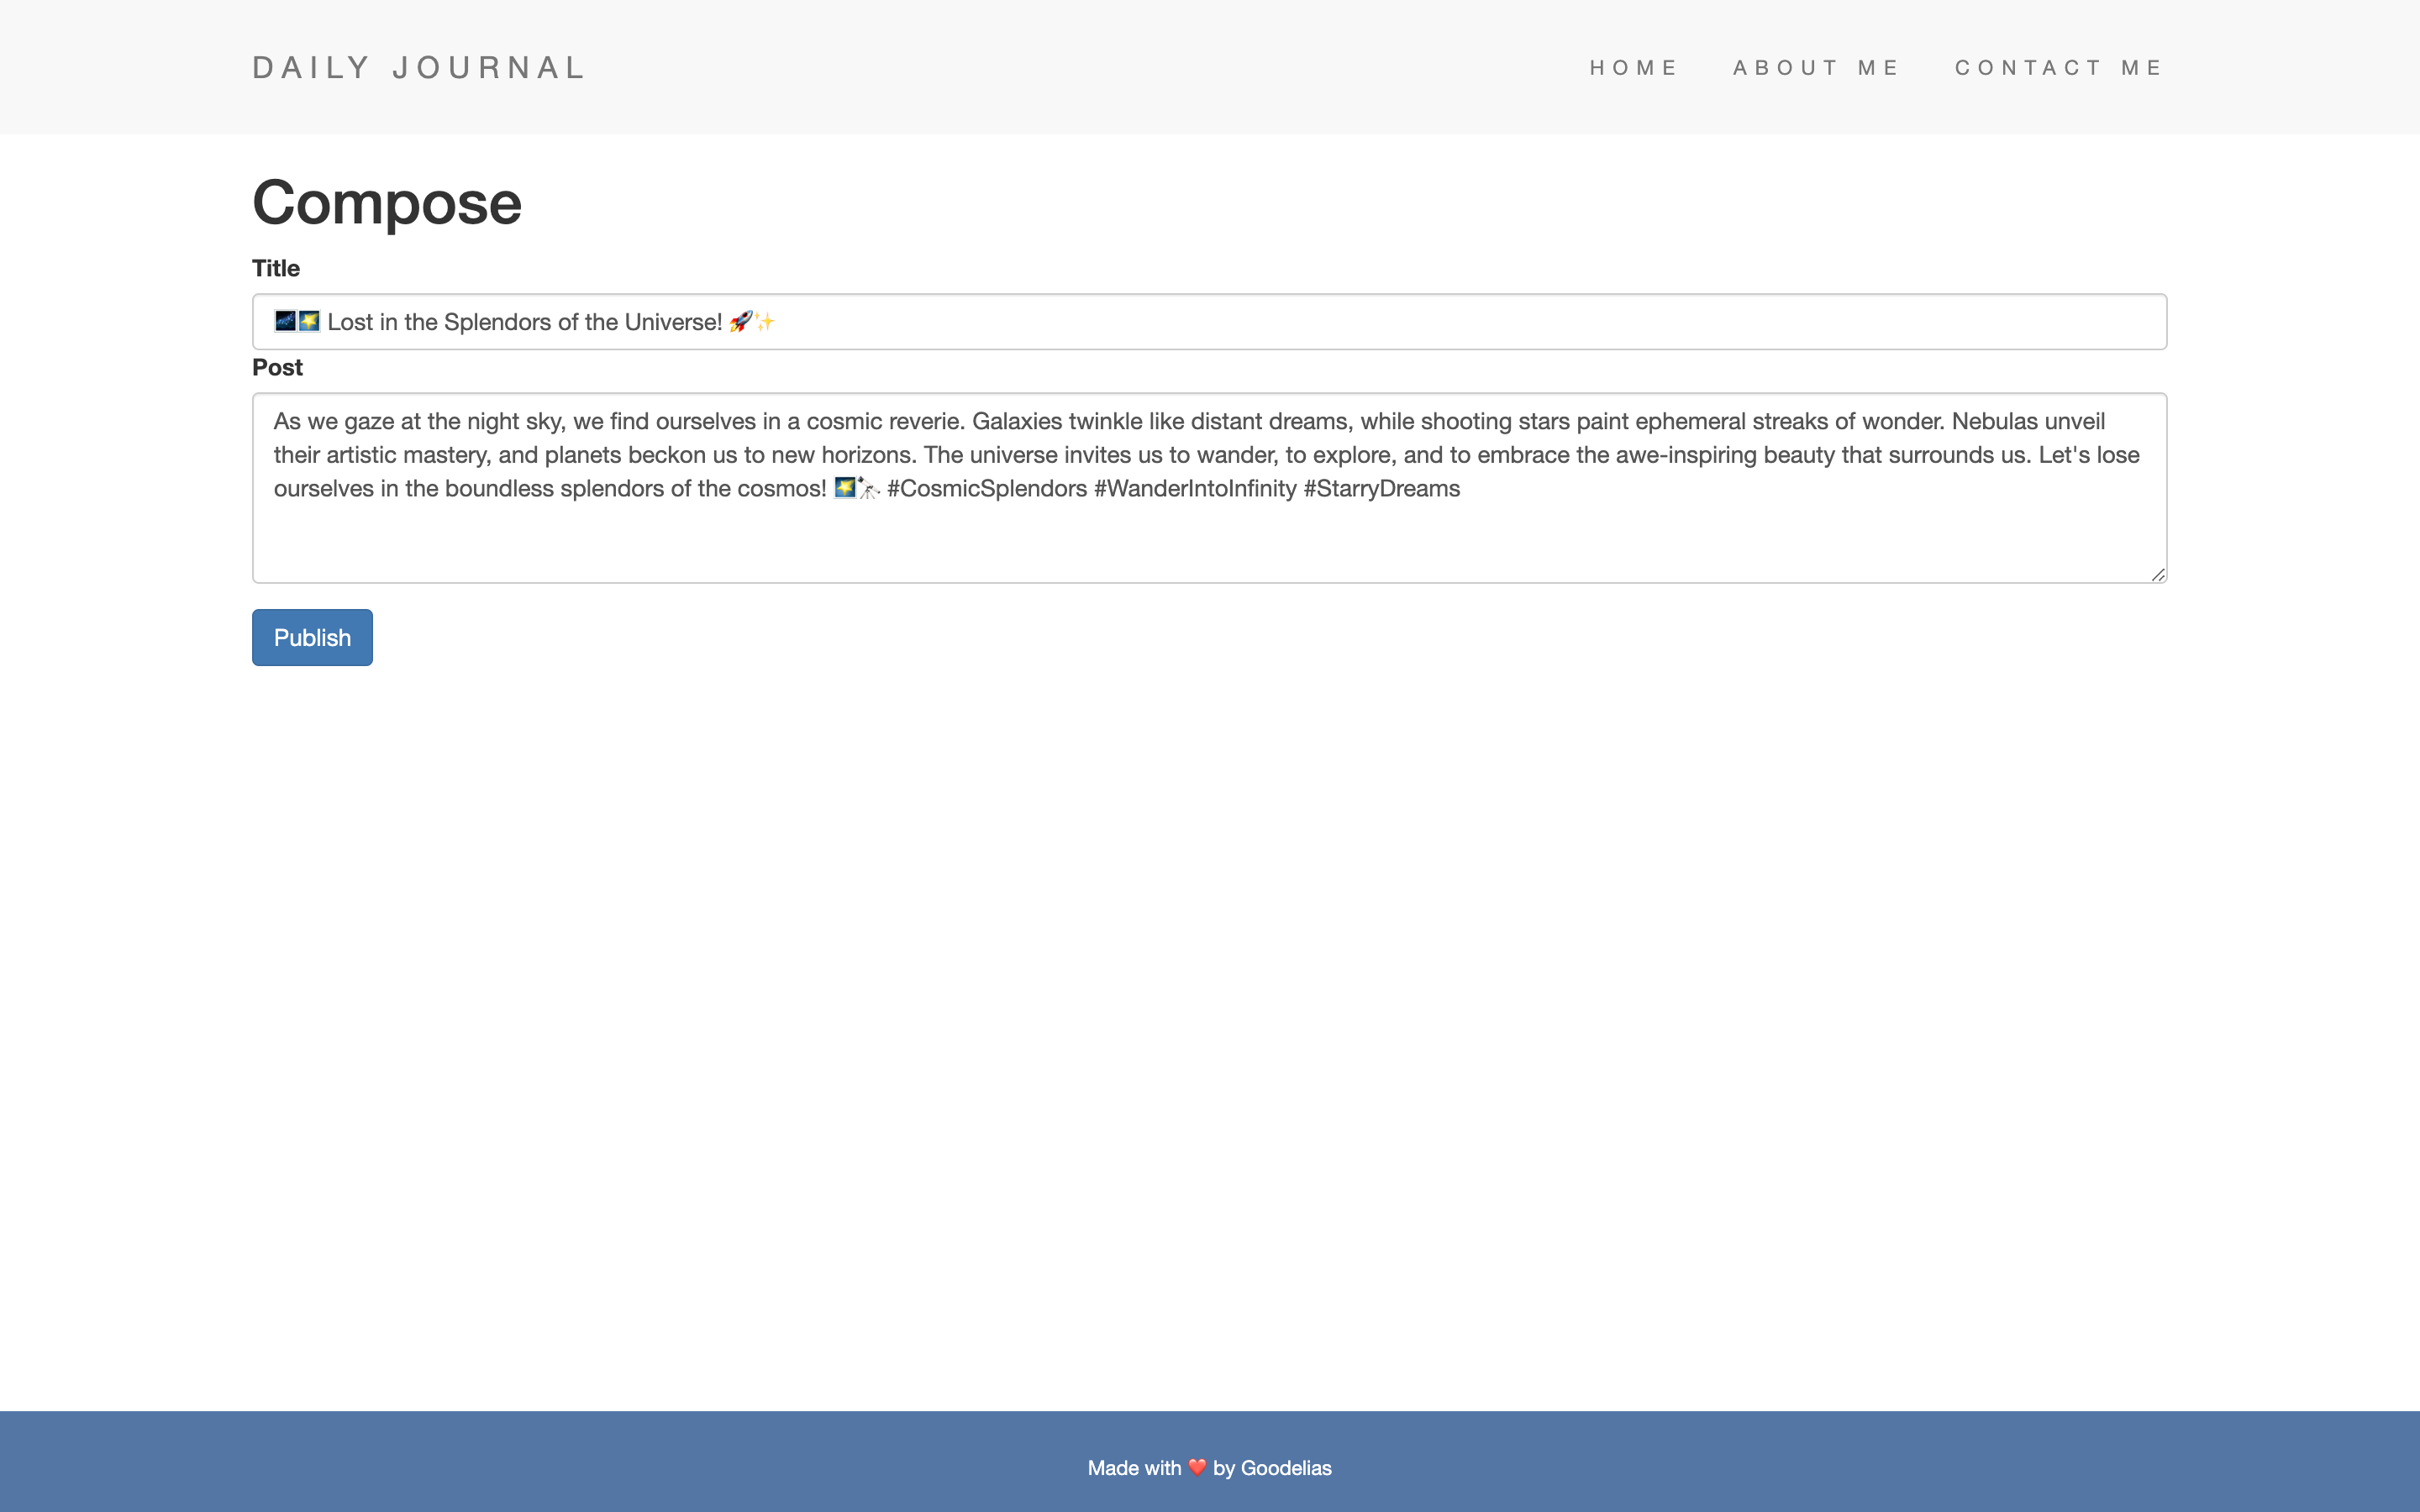 DAILY JOURNAL
HOME ABOUT ME CONTACT ME
Compose
Title
🌌🌠 Lost in the Splendors of the Universe! 🚀✨
Post
As we gaze at the night sky, we find ourselves in a cosmic reverie. Galaxies twinkle like distant dreams, while shooting stars paint ephemeral streaks of wonder. Nebulas unveil
their artistic mastery, and planets beckon us to new horizons. The universe invites us to wander, to explore, and to embrace the awe-inspiring beauty that surrounds us. Let's lose
ourselves in the boundless splendors of the cosmos! 🌠🔭 #CosmicSplendors #WanderIntoInfinity #StarryDreams
Publish
Made with ❤️ by Goodelias